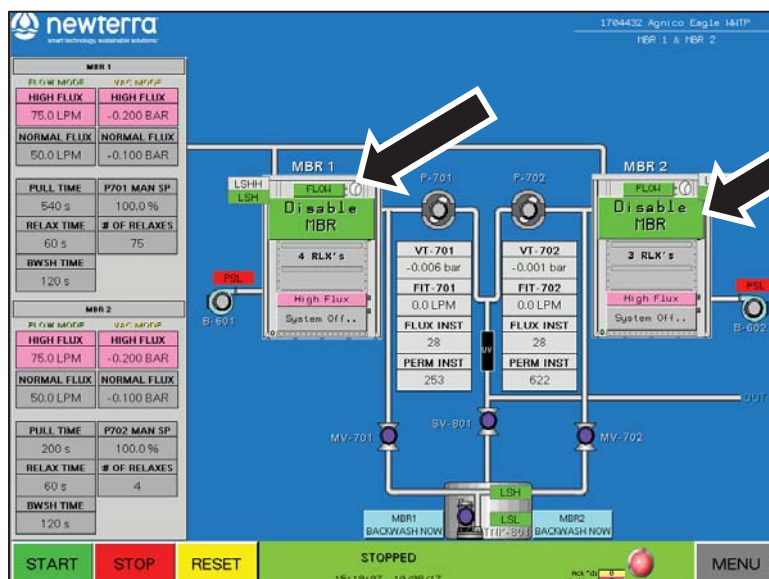 newterra
smart technology. sustainable solutions.
1704432 Agnico Eagle WWTP
MBR 1 & MBR 2
MBR 1
FLOW MODE VAC MODE
HIGH FLUX HIGH FLUX
75.0 LPM -0.200 BAR
NORMAL FLUX NORMAL FLUX
50.0 LPM -0.100 BAR
PULL TIME P701 MAN SP
540 s 100.0 %
RELAX TIME # OF RELAXES
60 s 75
BWSH TIME
120 s
MBR 2
FLOW MODE VAC MODE
HIGH FLUX HIGH FLUX
75.0 LPM -0.200 BAR
NORMAL FLUX NORMAL FLUX
50.0 LPM -0.100 BAR
PULL TIME P702 MAN SP
200 s 100.0 %
RELAX TIME # OF RELAXES
60 s 4
BWSH TIME
120 s
MBR 1
LSHH
LSH
FLOW
Disable
MBR
4 RLX's
High Flux
System Off..
PSL
B-601
P-701
P-702
VT-701
-0.006 bar
FIT-701
0.0 LPM
FLUX INST
28
PERM INST
253
VT-702
-0.001 bar
FIT-702
0.0 LPM
FLUX INST
28
PERM INST
622
UV
MBR 2
FLOW
Disable
MBR
3 RLX's
High Flux
System Off..
PSL
B-602
OUT
MV-701
SV-801
MV-702
LSH
LSL
TNK-801
MBR1
BACKWASH NOW
MBR2
BACKWASH NOW
START
STOP
RESET
STOPPED
MENU